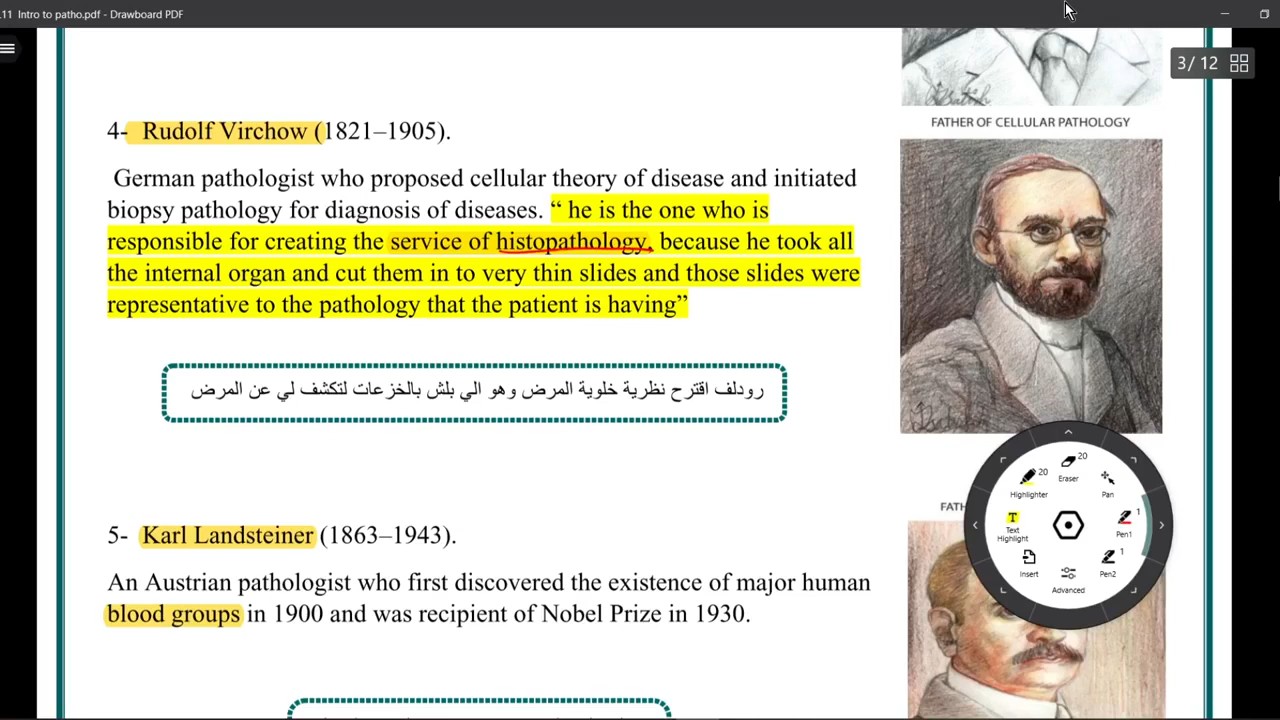 .11 Intro to patho.pdf - Drawboard PDF
3/ 12
4- Rudolf Virchow (1821–1905).
FATHER OF CELLULAR PATHOLOGY
German pathologist who proposed cellular theory of disease and initiated
biopsy pathology for diagnosis of diseases. “ he is the one who is
responsible for creating the service of histopathology, because he took all
the internal organ and cut them in to very thin slides and those slides were
representative to the pathology that the patient is having”
رودلف اقترح نظرية خلوية المرض وهو الي بلش بالخزعات لتكشف لي عن المرض
20
Eraser
20
Highlighter
Pan
T
Text
Highlight
1
Pen1
Insert
1
Pen2
Advanced
FATH
5- Karl Landsteiner (1863–1943).
An Austrian pathologist who first discovered the existence of major human
blood groups in 1900 and was recipient of Nobel Prize in 1930.